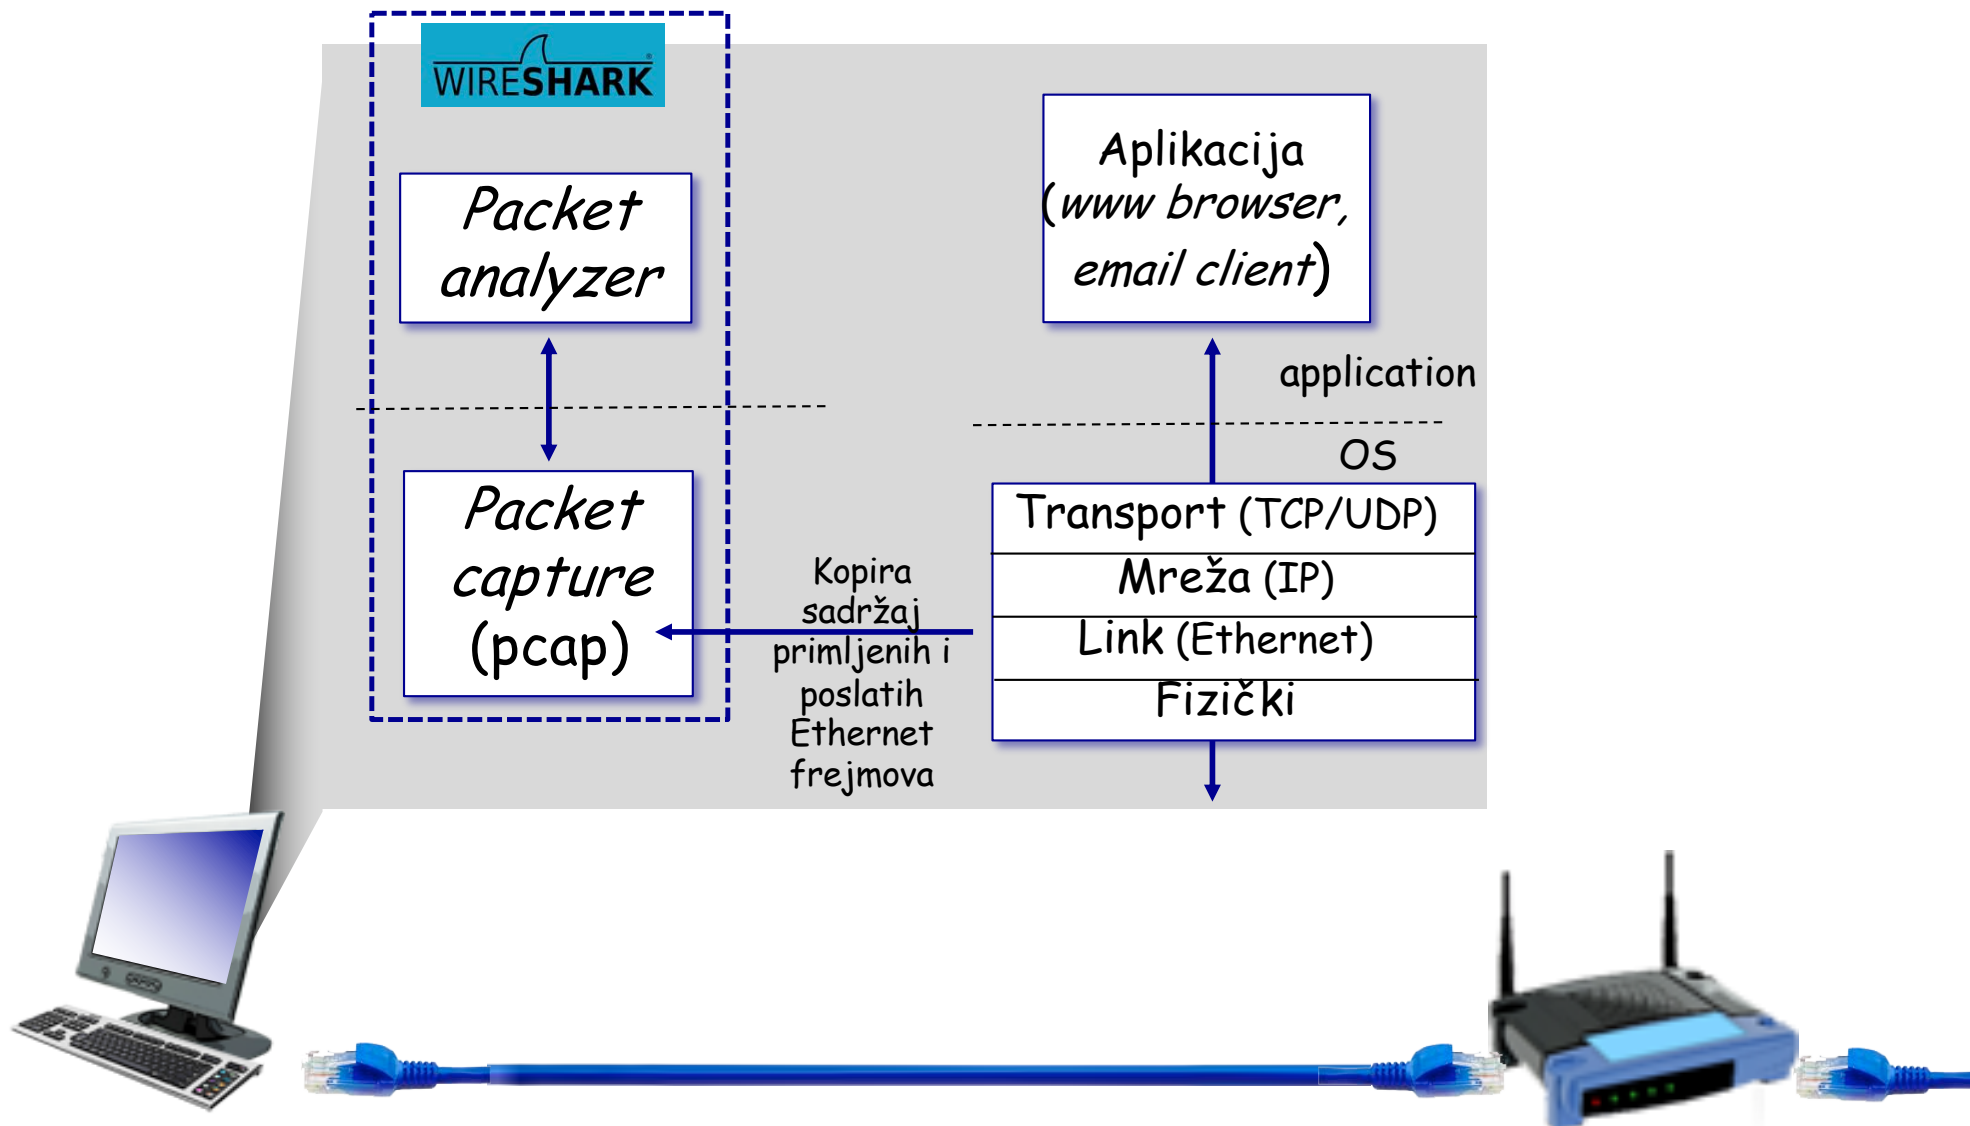 WIRESHARK
Packet
analyzer
Packet
capture
(pcap)
Kopira
sadržaj
primljenih i
poslatih
Ethernet
frejmova
Aplikacija
(www browser,
email client)
application
OS
Transport (TCP/UDP)
Mreža (IP)
Link (Ethernet)
Fizički